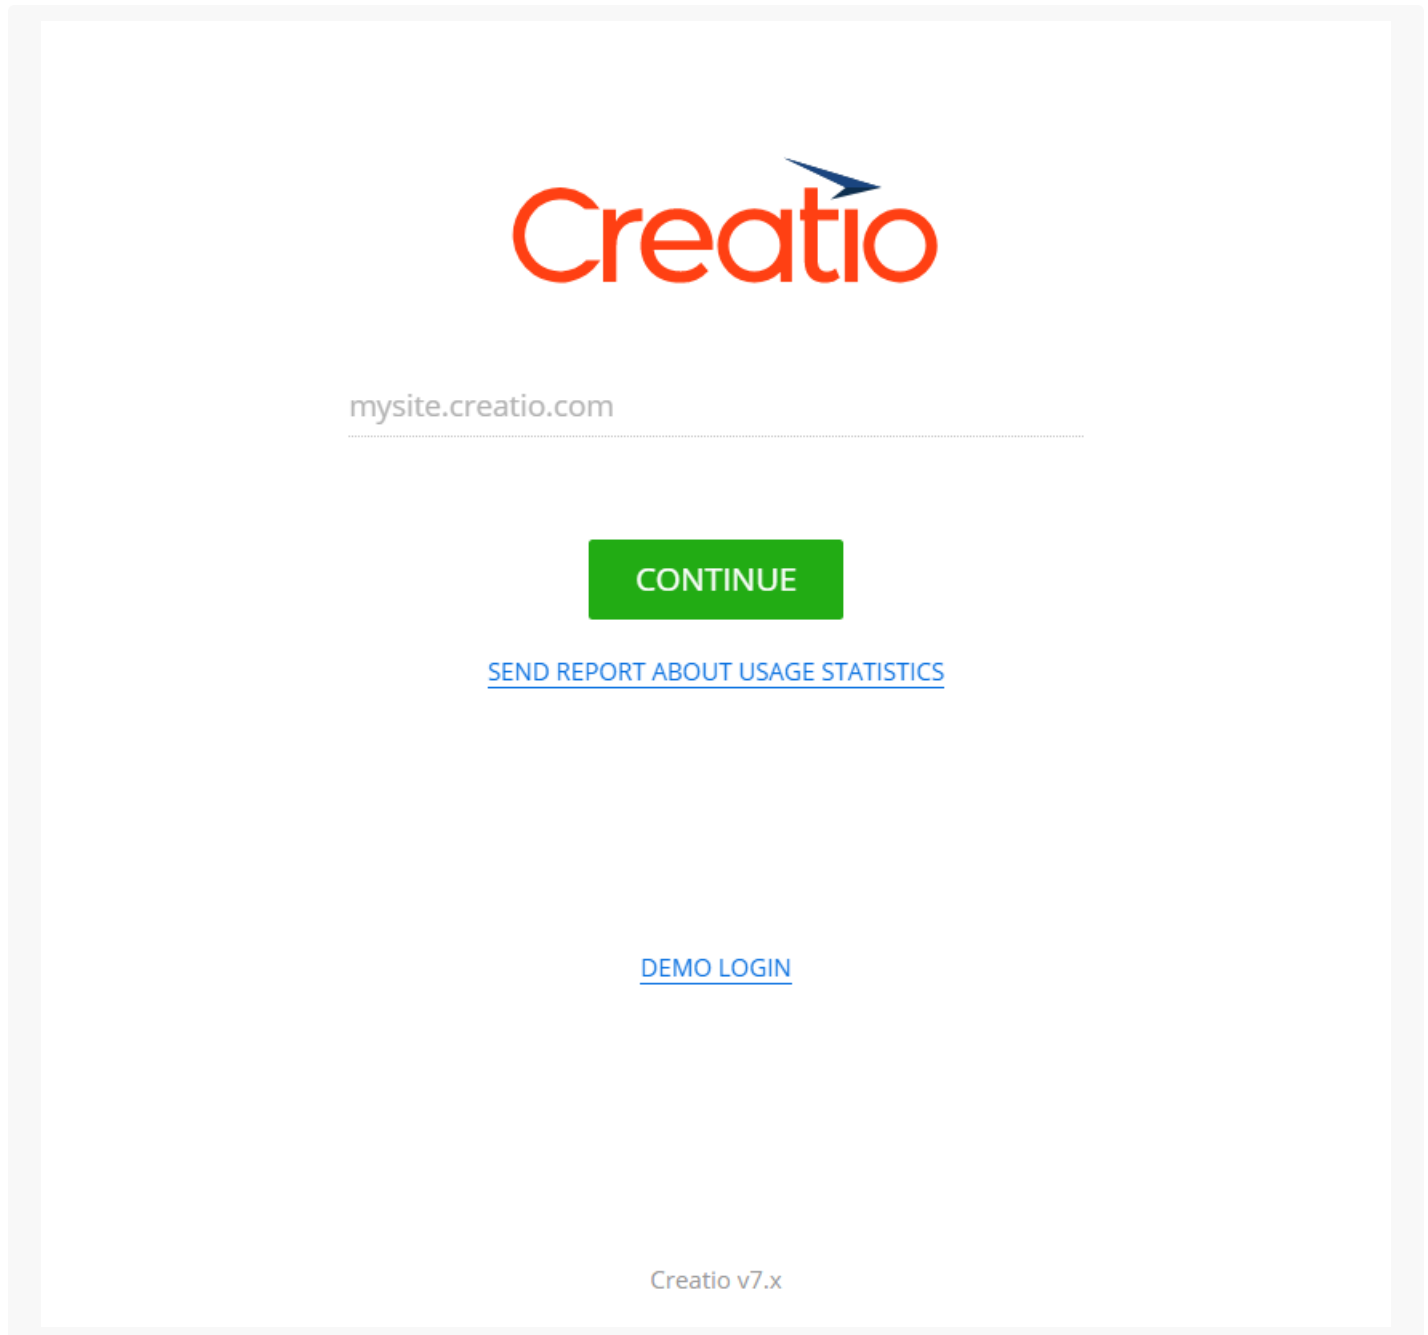 Creatio
mysite.creatio.com
CONTINUE
SEND REPORT ABOUT USAGE STATISTICS
DEMO LOGIN
Creatio v7.x